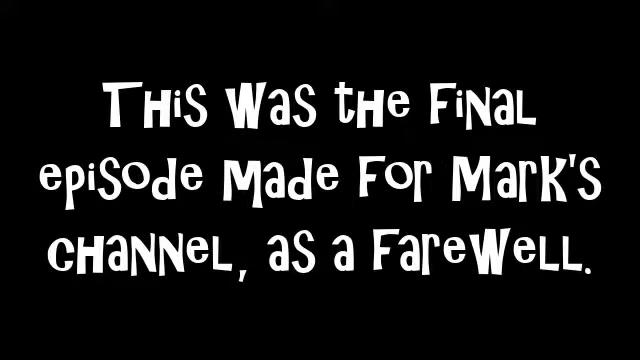 This was the final
episode made for Mark's
channel, as a farewell.